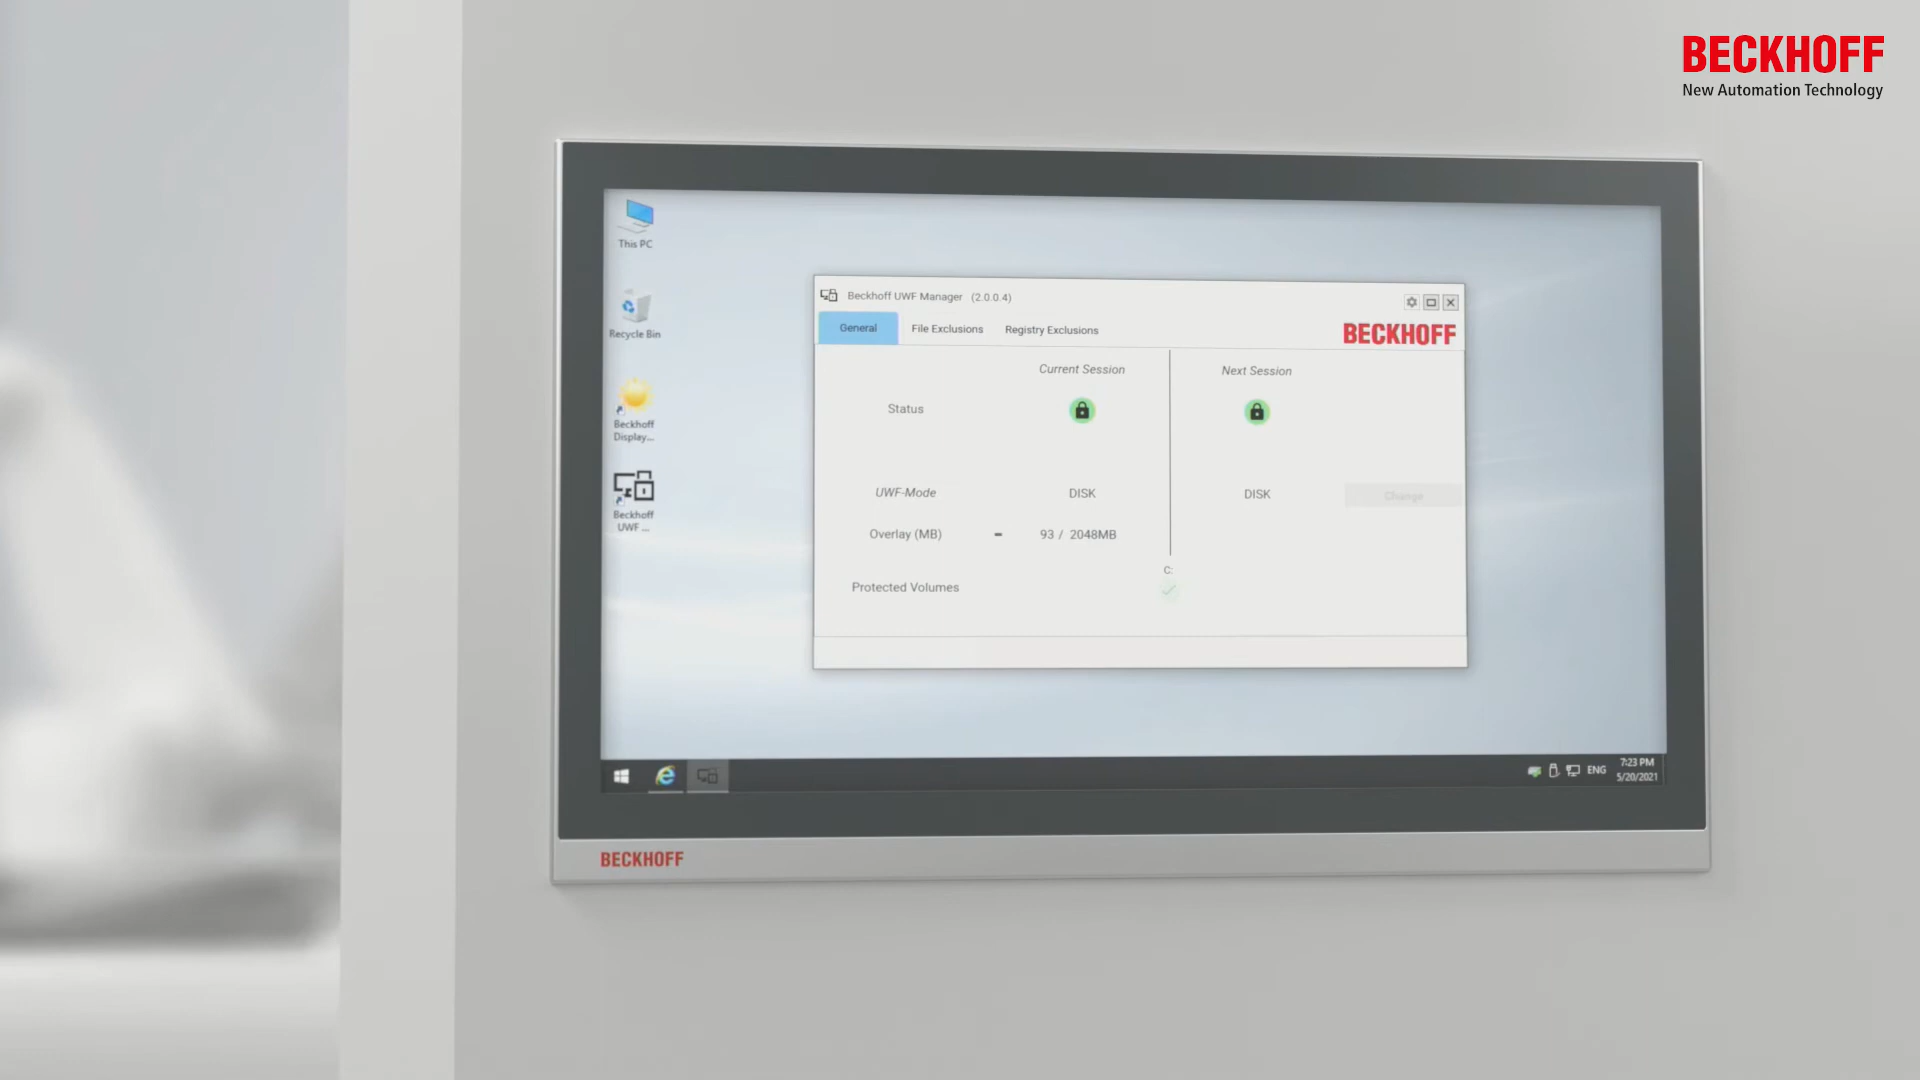 BECKHOFF
New Automation Technology
This PC
Recycle Bin
Beckhoff
Display...
Beckhoff
UWF ...
Beckhoff UWF Manager (2.0.0.4)
General File Exclusions Registry Exclusions
BECKHOFF
Current Session Next Session
Status
UWF-Mode DISK DISK Change
Overlay (MB) - 93 / 2048MB
C:
Protected Volumes
ENG
7:23 PM
5/20/2021
BECKHOFF